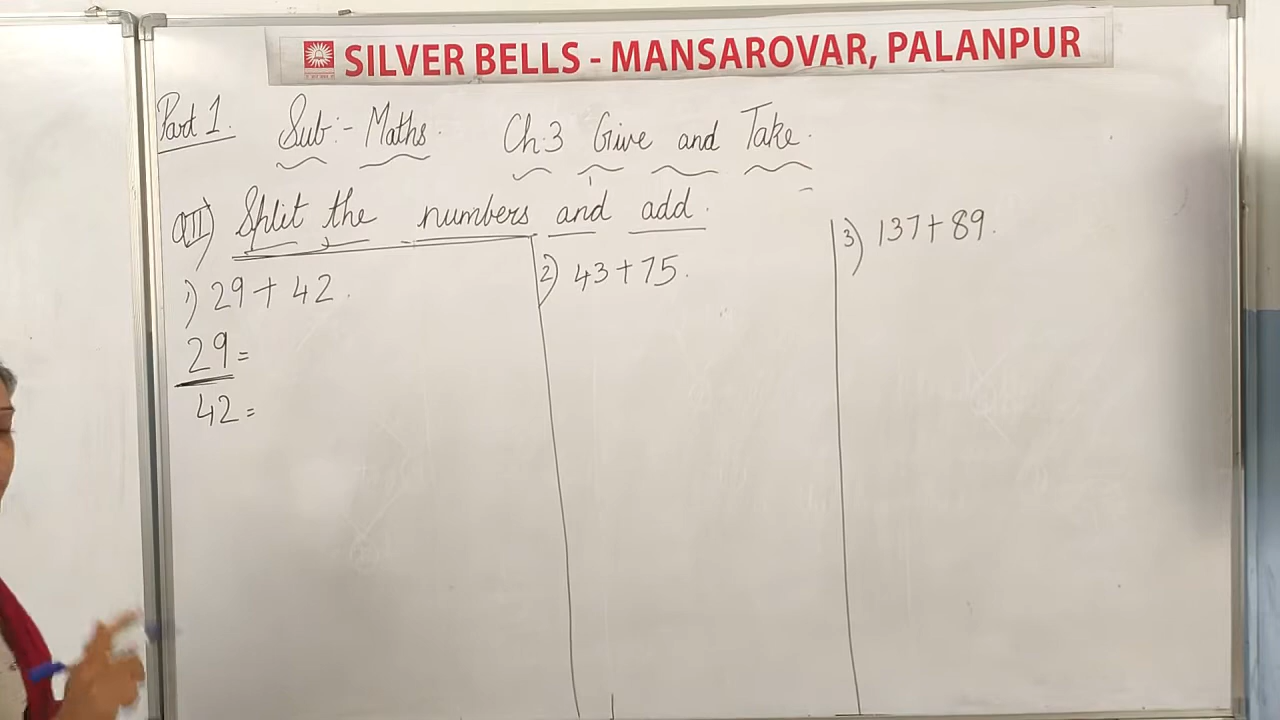 SILVER BELLS - MANSAROVAR, PALANPUR
Part 1.
Sub:- Maths. Ch.3 Give and Take.
QII) Split the numbers and add.
1) 29+ 42.
29=
42=
2) 43+75.
3) 137+89.